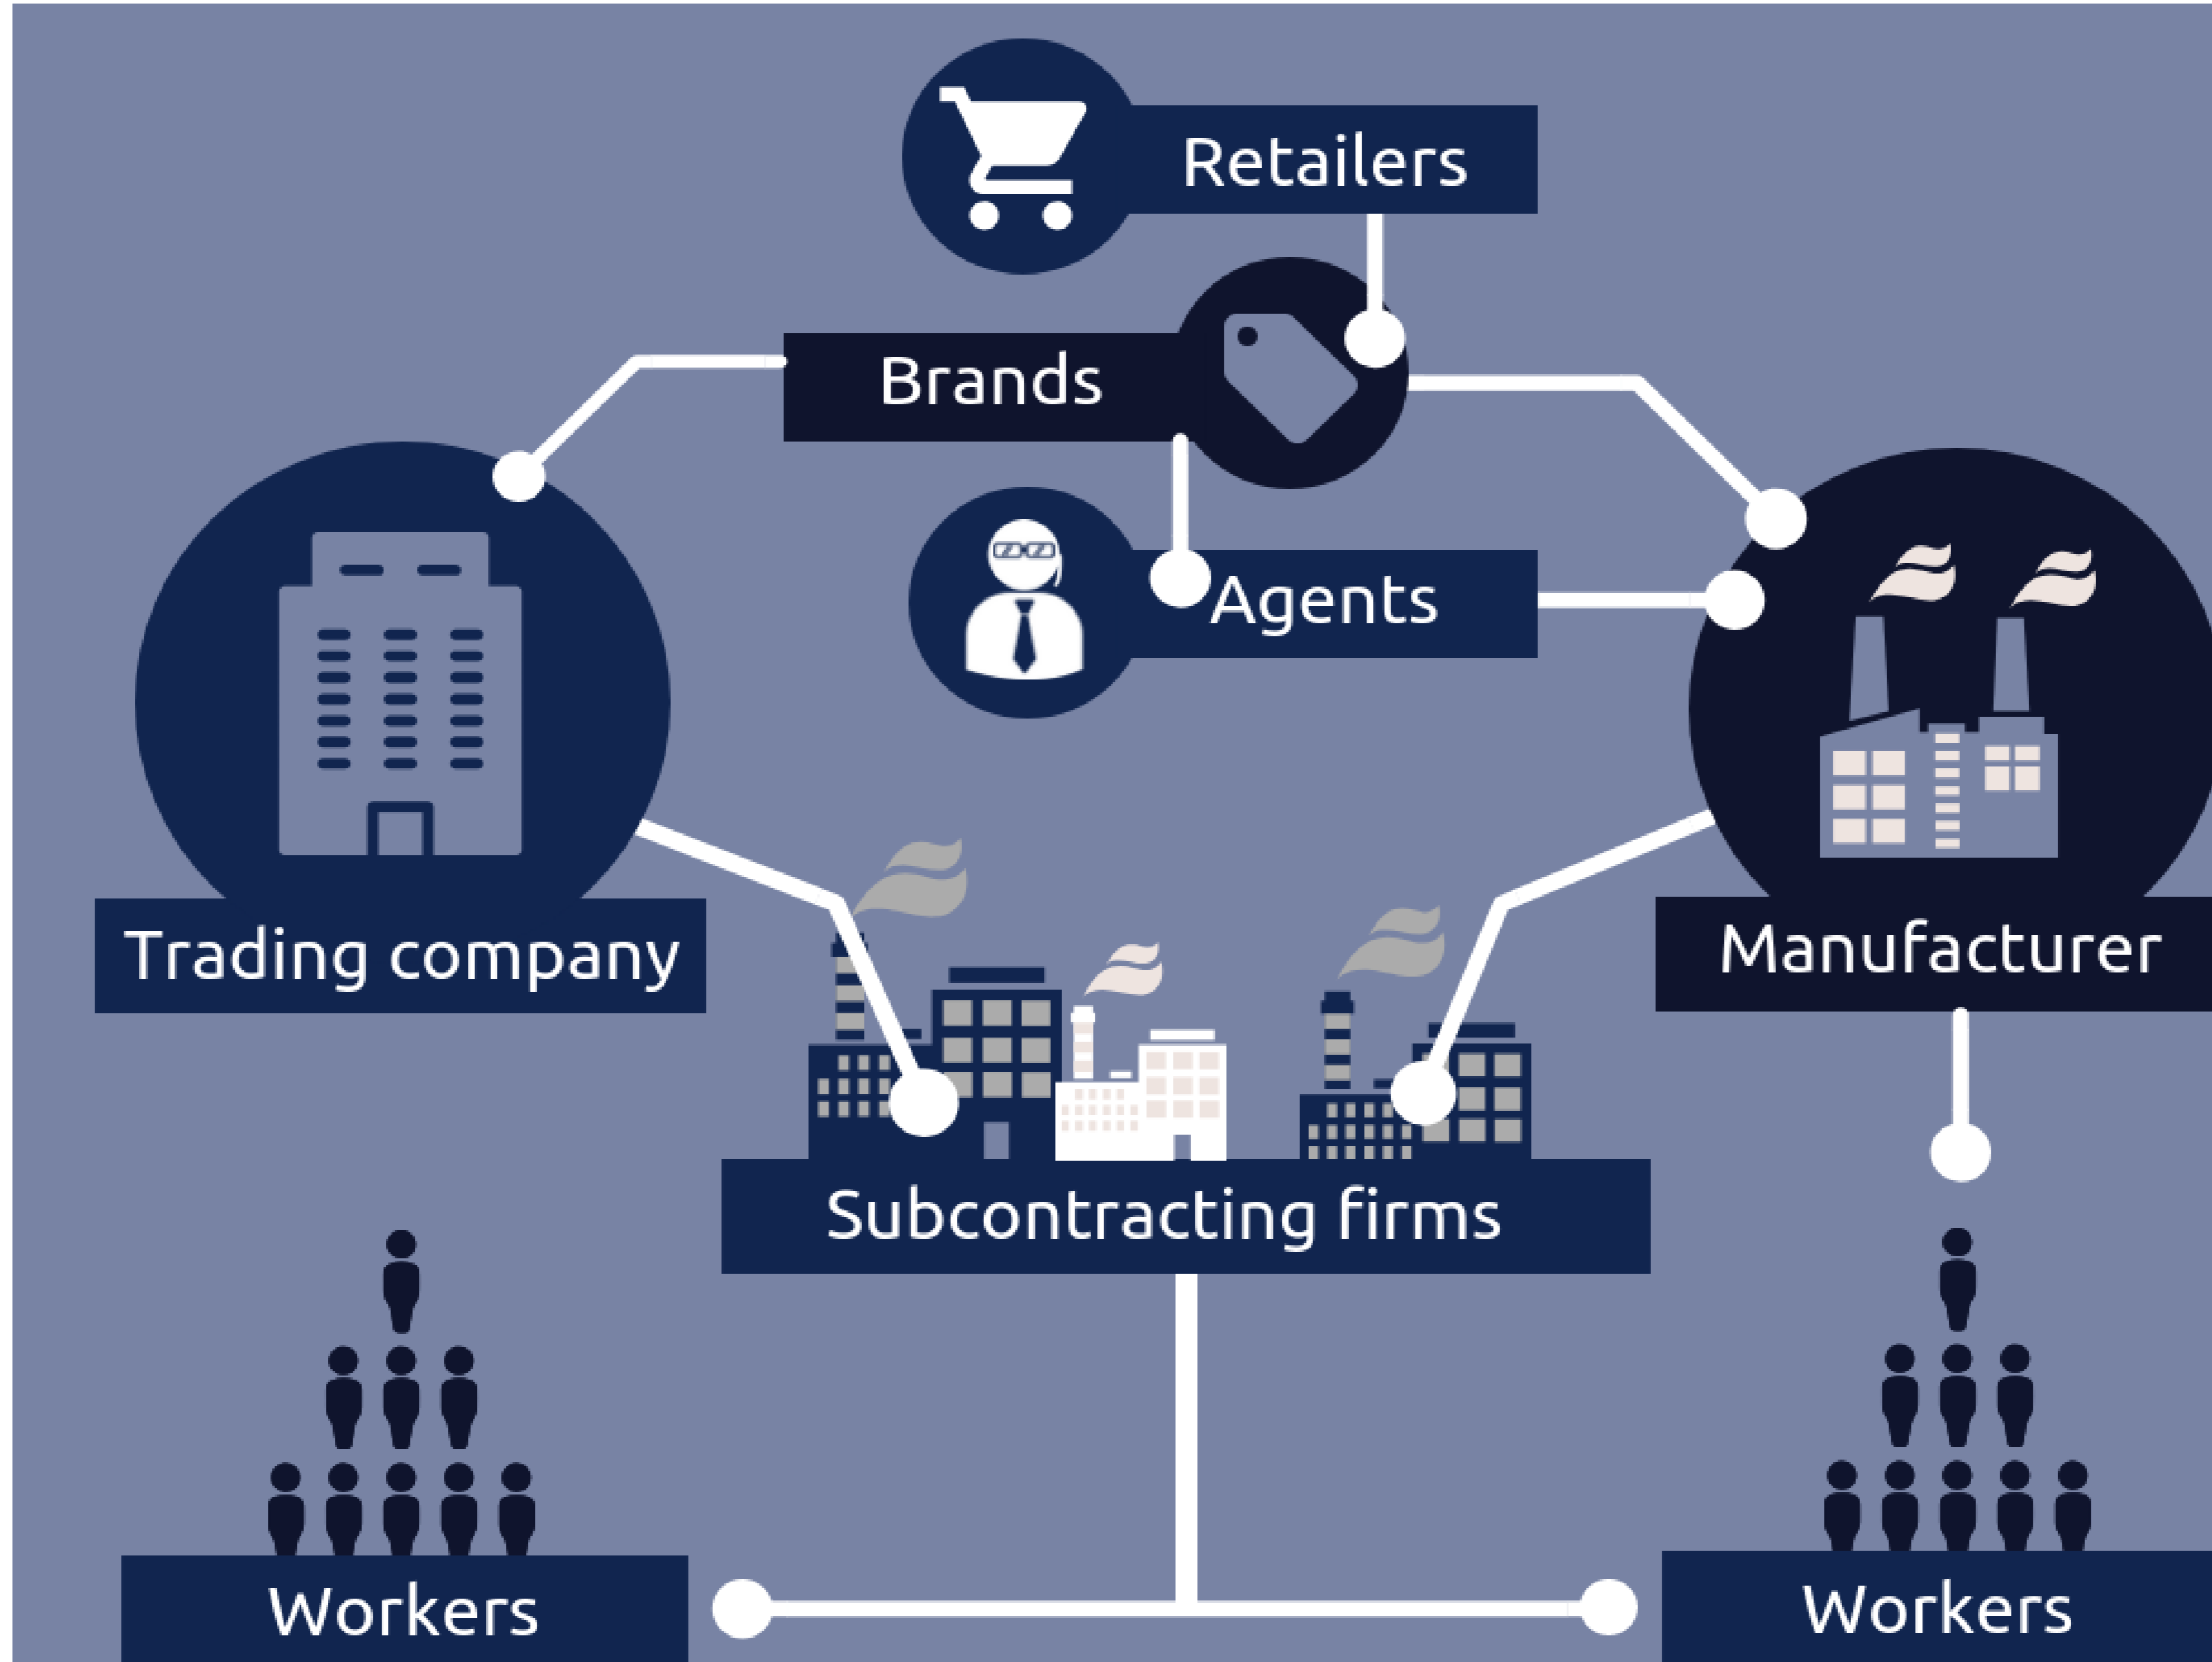 Retailers
Brands
Agents
Trading company
Manufacturer
Subcontracting firms
Workers
Workers